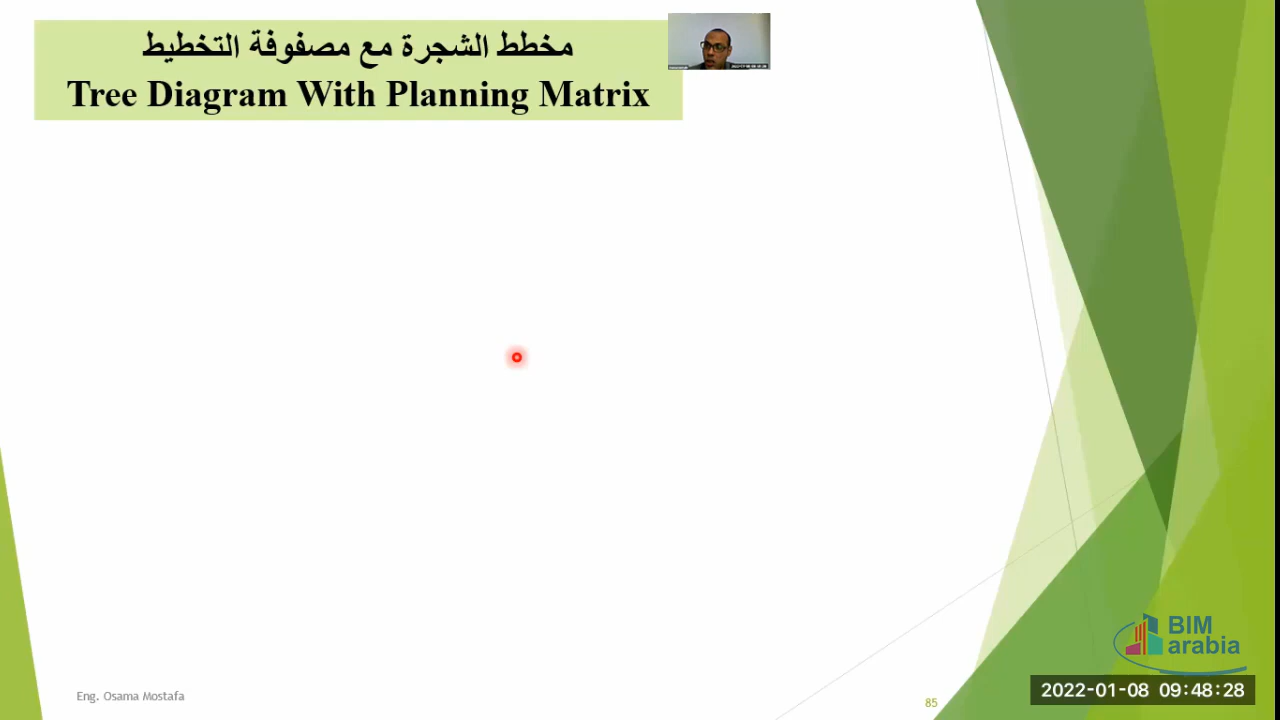 مخطط الشجرة مع مصفوفة التخطيط
Tree Diagram With Planning Matrix
BIM
arabia
Eng. Osama Mostafa
85
2022-01-08 09:48:28